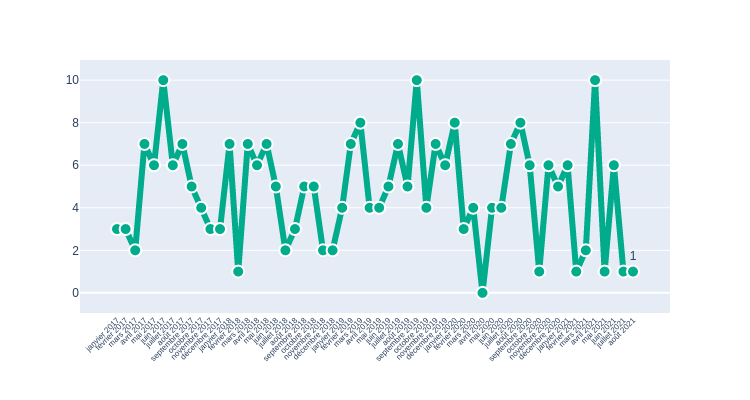 10
8
6
4
2
0
1
janvier 2017
février 2017
mars 2017
avril 2017
mai 2017
juin 2017
juillet 2017
août 2017
septembre 2017
octobre 2017
novembre 2017
décembre 2017
janvier 2018
février 2018
mars 2018
avril 2018
mai 2018
juin 2018
juillet 2018
août 2018
septembre 2018
octobre 2018
novembre 2018
décembre 2018
janvier 2019
février 2019
mars 2019
avril 2019
mai 2019
juin 2019
juillet 2019
août 2019
septembre 2019
octobre 2019
novembre 2019
décembre 2019
janvier 2020
février 2020
mars 2020
avril 2020
mai 2020
juin 2020
juillet 2020
août 2020
septembre 2020
octobre 2020
novembre 2020
décembre 2020
janvier 2021
février 2021
mars 2021
avril 2021
mai 2021
juin 2021
juillet 2021
août 2021